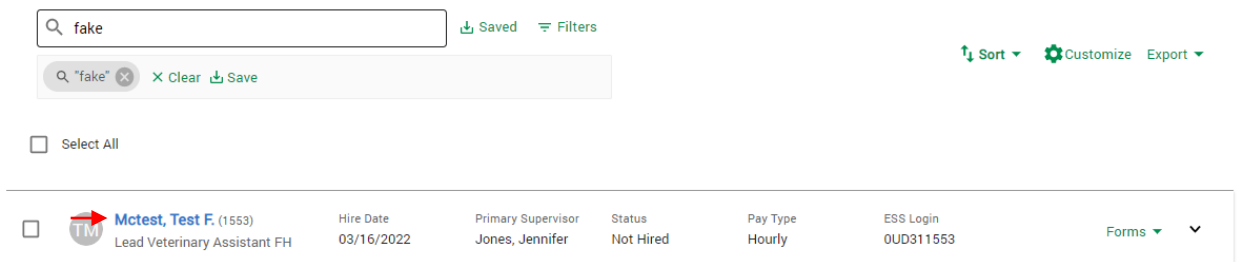 fake
Saved
Filters
Sort
Customize
Export
"fake"
Clear
Save
Select All
TM
Mctest, Test F. (1553)
Lead Veterinary Assistant FH
Hire Date
03/16/2022
Primary Supervisor
Jones, Jennifer
Status
Not Hired
Pay Type
Hourly
ESS Login
0UD311553
Forms